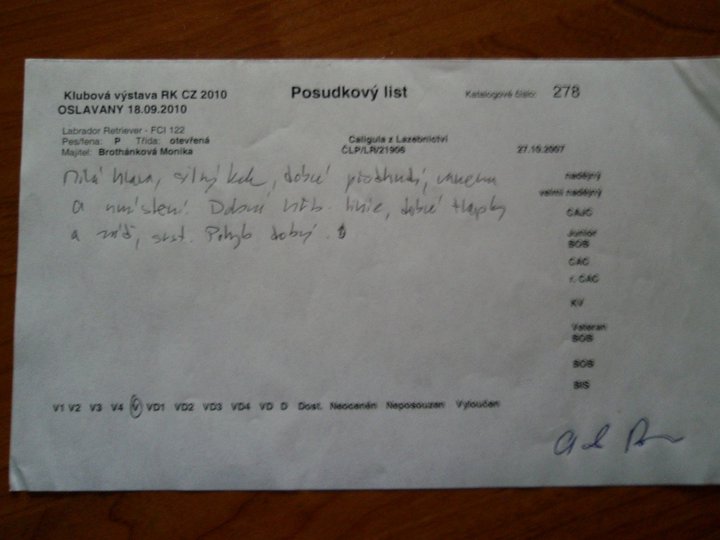 Klubová výstava RK CZ 2010
Posudkový list
Katalogové číslo: 278
OSLAVANY 18.09.2010
Labrador Retriever - FCI 122
Pes/fena: P Třída: otevřená
Caligula z Lazebnictví
Majitel: Brothánková Monika
ČLP/LR/21906
27.10.2007
Milá hlava, silný krk, dobré předhrudí, ramena
a umístění. Dobrá hřb. linie, dobré tlapky
a Pohyb dobrý.
nadějný
velmi nadějný
CAJC
Junior
BOB
CAC
r. CAC
KV
Veteran
BOB
BOB
BIS
V1 V2 V3 V4 V VD1 VD2 VD3 VD4 VD D Dost. Neoceněn Neposouzen Vyloučen